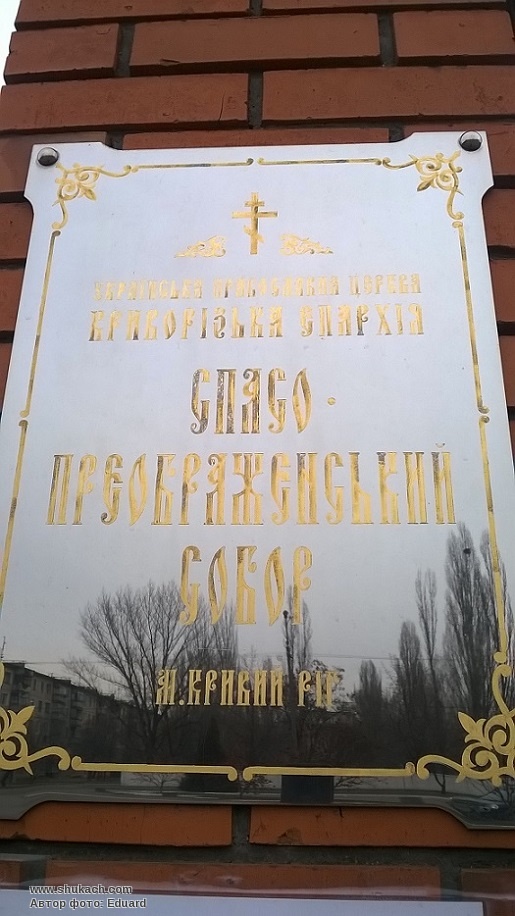 УКРАЇНСЬКА ПРАВОСЛАВНА ЦЕРКВА
КРИВОРІЗЬКА ЄПАРХІЯ
СПАСО-
ПРЕОБРАЖЕНСЬКИЙ
СОБОР
М.КРИВИЙ РІГ
www.shukach.com
Автор фото: Eduard